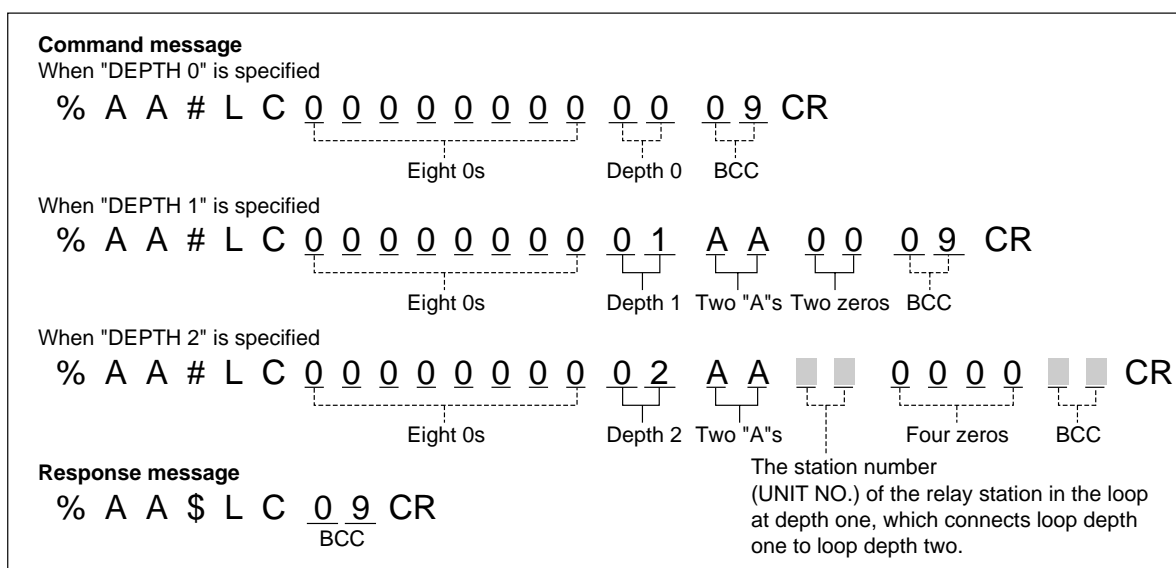 Command message
When "DEPTH 0" is specified
% A A # L C 0 0 0 0 0 0 0 0 0 0 0 9 CR
Eight 0s Depth 0 BCC
When "DEPTH 1" is specified
% A A # L C 0 0 0 0 0 0 0 0 0 1 A A 0 0 0 9 CR
Eight 0s Depth 1 Two "A"s Two zeros BCC
When "DEPTH 2" is specified
% A A # L C 0 0 0 0 0 0 0 0 0 2 A A 0 0 0 0 CR
Eight 0s Depth 2 Two "A"s Four zeros BCC
The station number
(UNIT NO.) of the relay station in the loop
at depth one, which connects loop depth
one to loop depth two.
Response message
% A A $ L C 0 9 CR
BCC